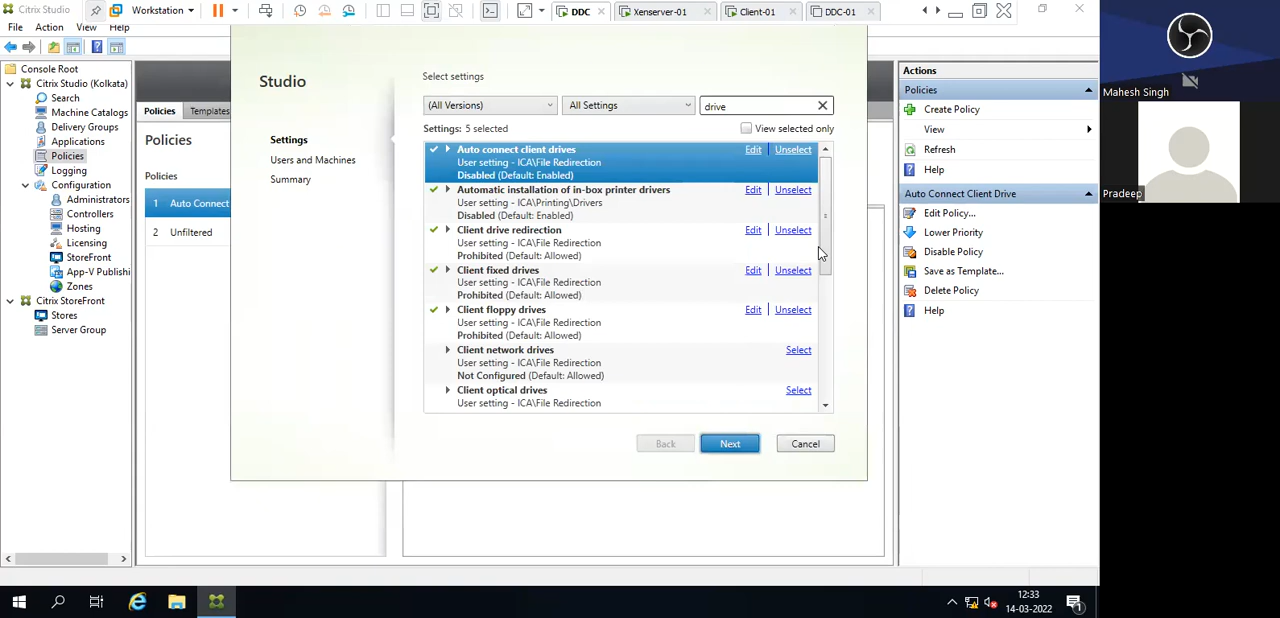 Citrix Studio
Workstation
DDC
Xenserver-01
Client-01
DDC-01
File Action View Help
Console Root
Citrix Studio (Kolkata)
Search
Machine Catalogs
Delivery Groups
Applications
Policies
Logging
Configuration
Administrators
Controllers
Hosting
Licensing
StoreFront
App-V Publishi
Zones
Citrix StoreFront
Stores
Server Group
Policies Templates
Policies
Policies
1 Auto Connect
2 Unfiltered
Studio
Settings
Users and Machines
Summary
Select settings
(All Versions) All Settings drive
Settings: 5 selected View selected only
Auto connect client drives Edit | Unselect
User setting - ICA\File Redirection
Disabled (Default: Enabled)
Automatic installation of in-box printer drivers Edit | Unselect
User setting - ICA\Printing\Drivers
Disabled (Default: Enabled)
Client drive redirection Edit | Unselect
User setting - ICA\File Redirection
Prohibited (Default: Allowed)
Client fixed drives Edit | Unselect
User setting - ICA\File Redirection
Prohibited (Default: Allowed)
Client floppy drives Edit | Unselect
User setting - ICA\File Redirection
Prohibited (Default: Allowed)
Client network drives Select
User setting - ICA\File Redirection
Not Configured (Default: Allowed)
Client optical drives Select
User setting - ICA\File Redirection
Back Next Cancel
Actions
Policies
Create Policy
View
Refresh
Help
Auto Connect Client Drive
Edit Policy...
Lower Priority
Disable Policy
Save as Template...
Delete Policy
Help
Mahesh Singh
Pradeep
12:33
14-03-2022
1